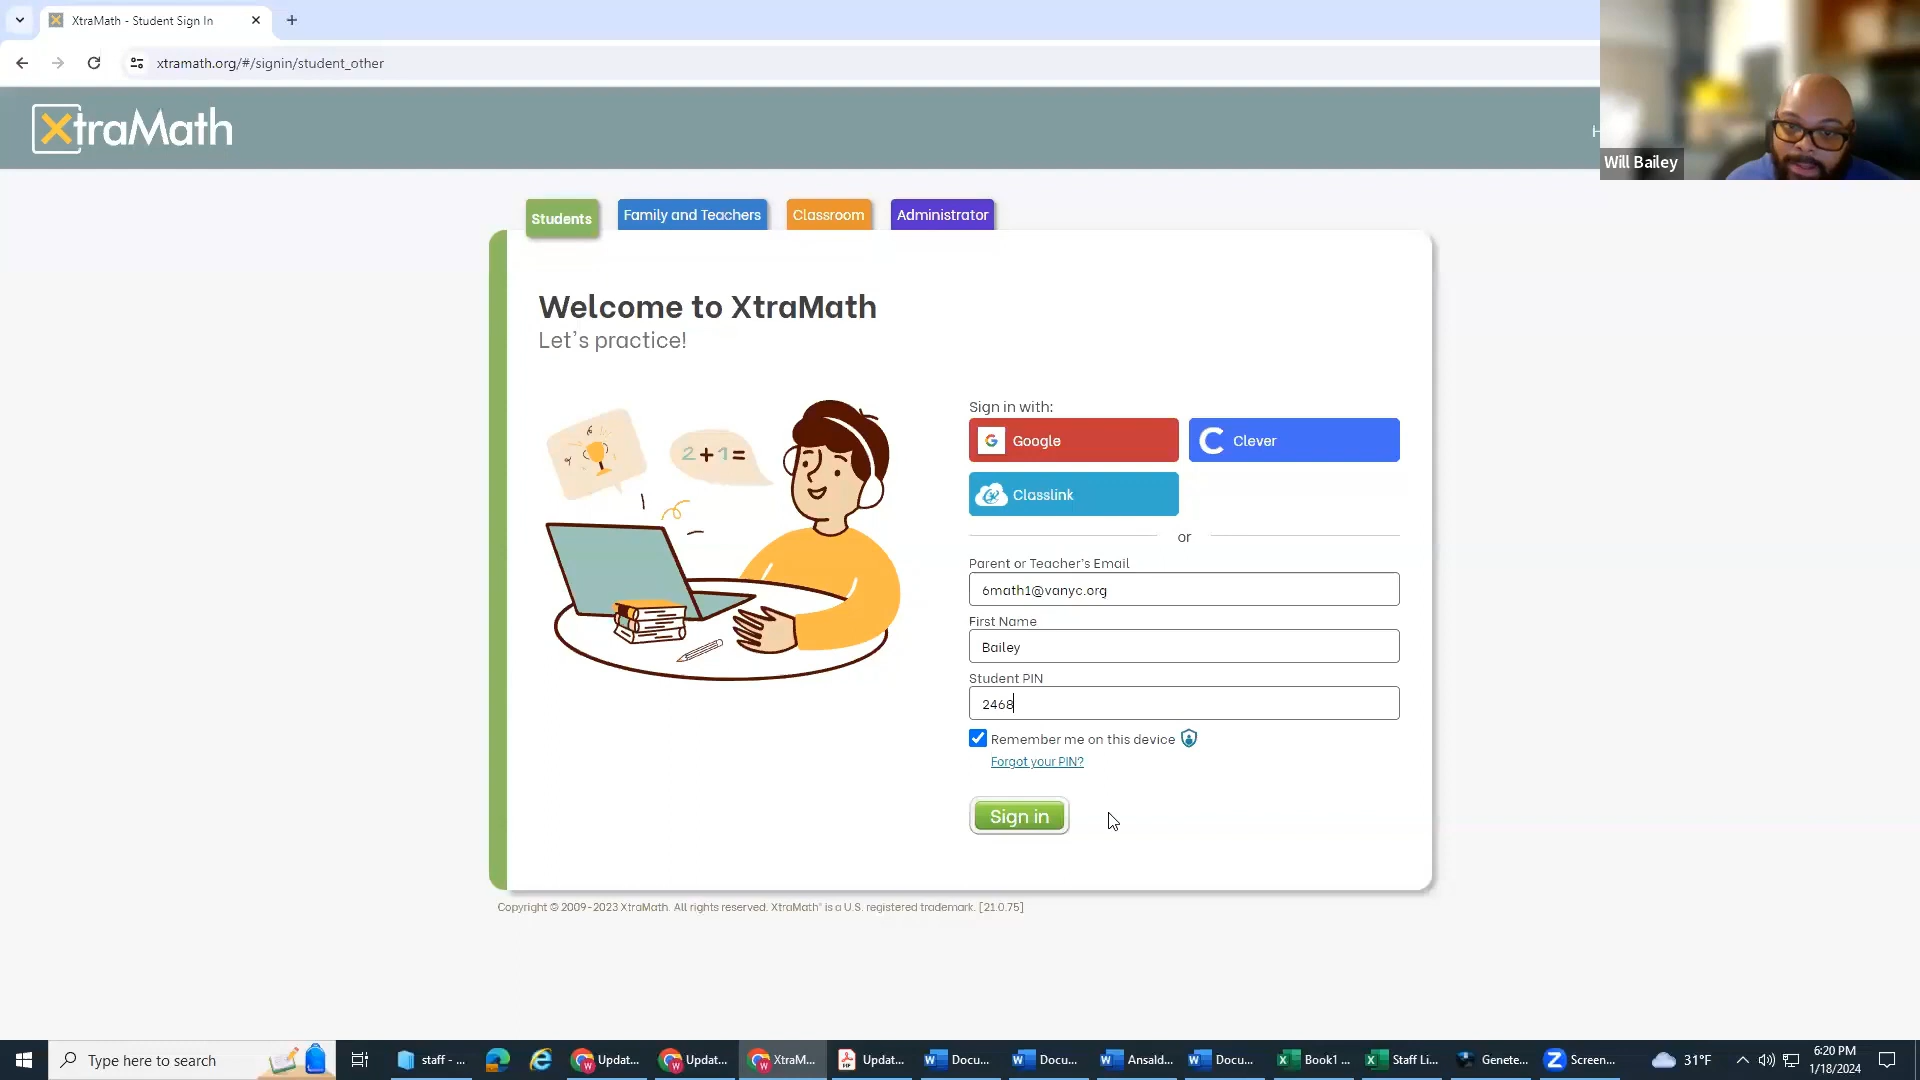 XtraMath - Student Sign In
xtramath.org/#/signin/student_other
XtraMath
H
Will Bailey
Students
Family and Teachers
Classroom
Administrator
Welcome to XtraMath
Let's practice!
2+1=
Sign in with:
G Google
Clever
Classlink
or
Parent or Teacher's Email
6math1@vanyc.org
First Name
Bailey
Student PIN
2468
Remember me on this device
Forgot your PIN?
Sign in
Copyright © 2009-2023 XtraMath. All rights reserved. XtraMath® is a U.S. registered trademark. [21.0.75]
Type here to search
staff - ...
Updat...
Updat...
XtraM...
Updat...
Docu...
Docu...
Ansald...
Docu...
Book1 ...
Staff Li...
Genete...
Screen...
31°F
6:20 PM
1/18/2024